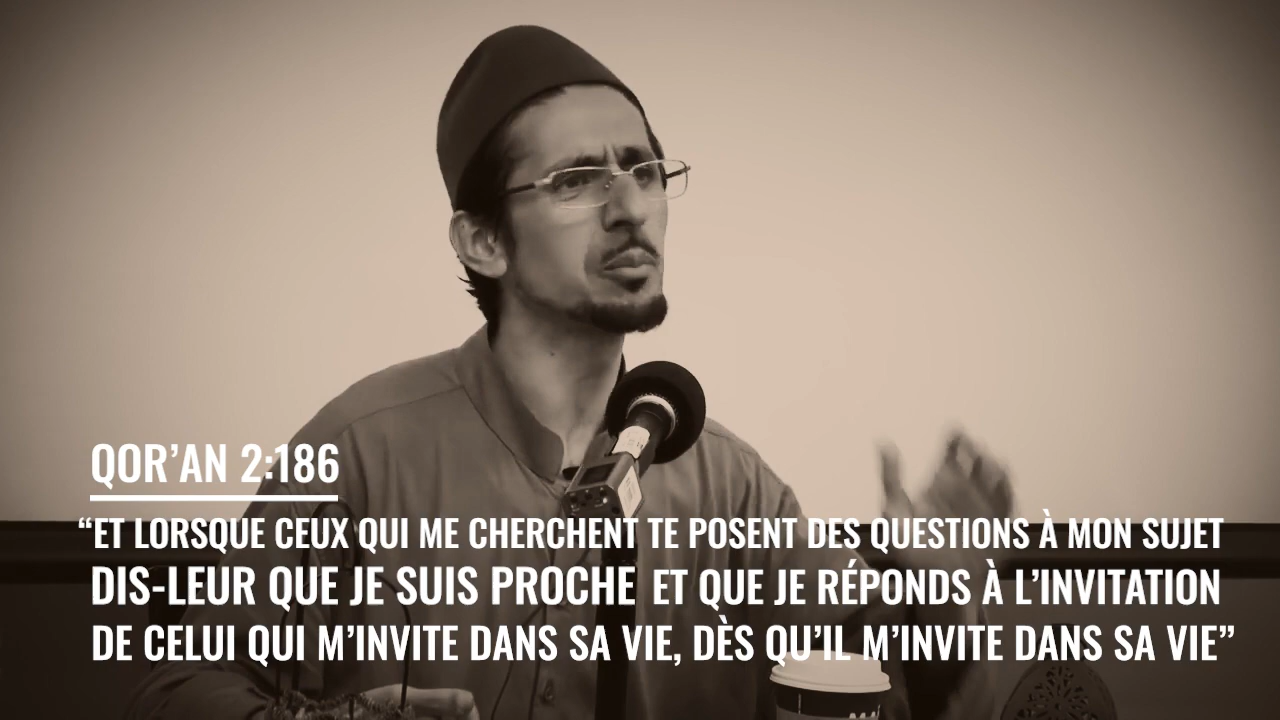 QOR’AN 2:186
“ET LORSQUE CEUX QUI ME CHERCHENT TE POSENT DES QUESTIONS À MON SUJET
DIS-LEUR QUE JE SUIS PROCHE ET QUE JE RÉPONDS À L’INVITATION
DE CELUI QUI M’INVITE DANS SA VIE, DÈS QU’IL M’INVITE DANS SA VIE”